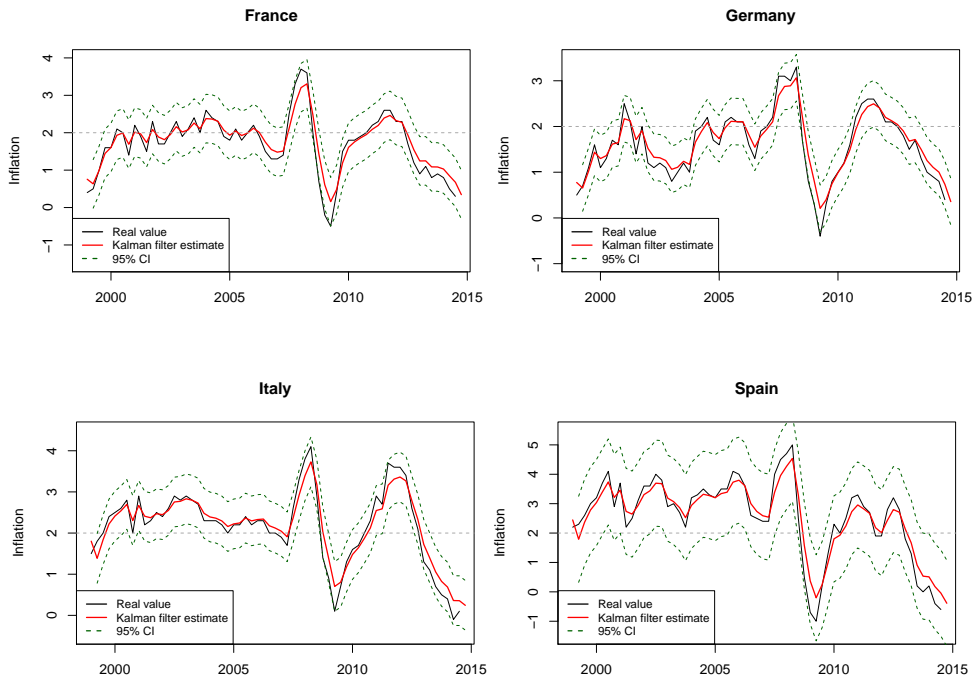 France
Inflation
4
3
2
1
0
−1
Real value
Kalman filter estimate
95% CI
2000 2005 2010 2015
Germany
Inflation
3
2
1
0
−1
Real value
Kalman filter estimate
95% CI
2000 2005 2010 2015
Italy
Inflation
4
3
2
1
0
Real value
Kalman filter estimate
95% CI
2000 2005 2010 2015
Spain
Inflation
5
4
3
2
1
0
−1
Real value
Kalman filter estimate
95% CI
2000 2005 2010 2015